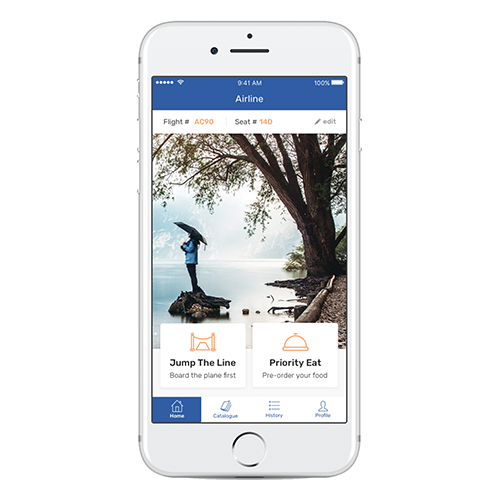 9:41 AM 100%
Airline
Flight # AC90 Seat # 14D edit
Jump The Line Priority Eat
Board the plane first Pre-order your food
Home Catalogue History Profile